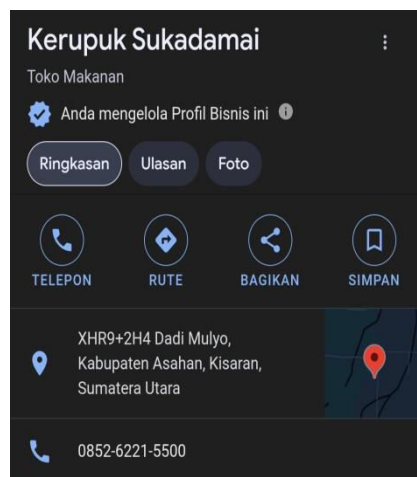 Kerupuk Sukadamai
Toko Makanan
Anda mengelola Profil Bisnis ini
Ringkasan Ulasan Foto
TELEPON RUTE BAGIKAN SIMPAN
XHR9+2H4 Dadi Mulyo,
Kabupaten Asahan, Kisaran,
Sumatera Utara
0852-6221-5500